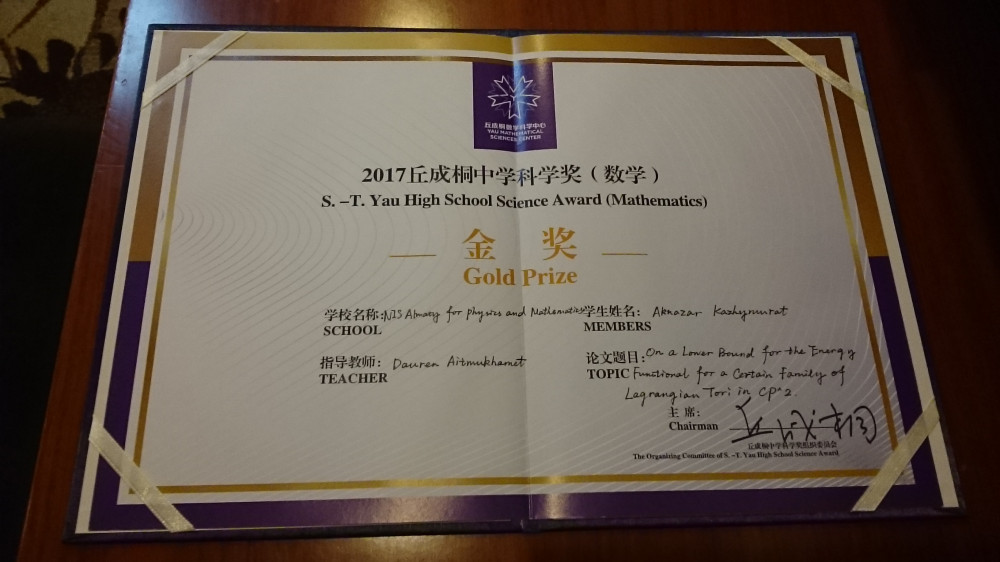 丘成桐数学科学中心
YAU MATHEMATICAL
SCIENCES CENTER
2017丘成桐中学科学奖（数学）
S. -T. Yau High School Science Award (Mathematics)
金 奖
Gold Prize
学校名称:NIS Almaty for Physics and Mathematics
SCHOOL
学生姓名: Aknazar Kazhymurat
MEMBERS
指导教师: Dauren Aitmukhamet
TEACHER
论文题目:On a Lower Bound for the Energy
TOPIC Functional for a Certain Family of
Lagrangian Tori in CP^2
主 席:
Chairman 丘成桐
丘成桐中学科学奖组织委员会
The Organizing Committee of S. -T. Yau High School Science Award